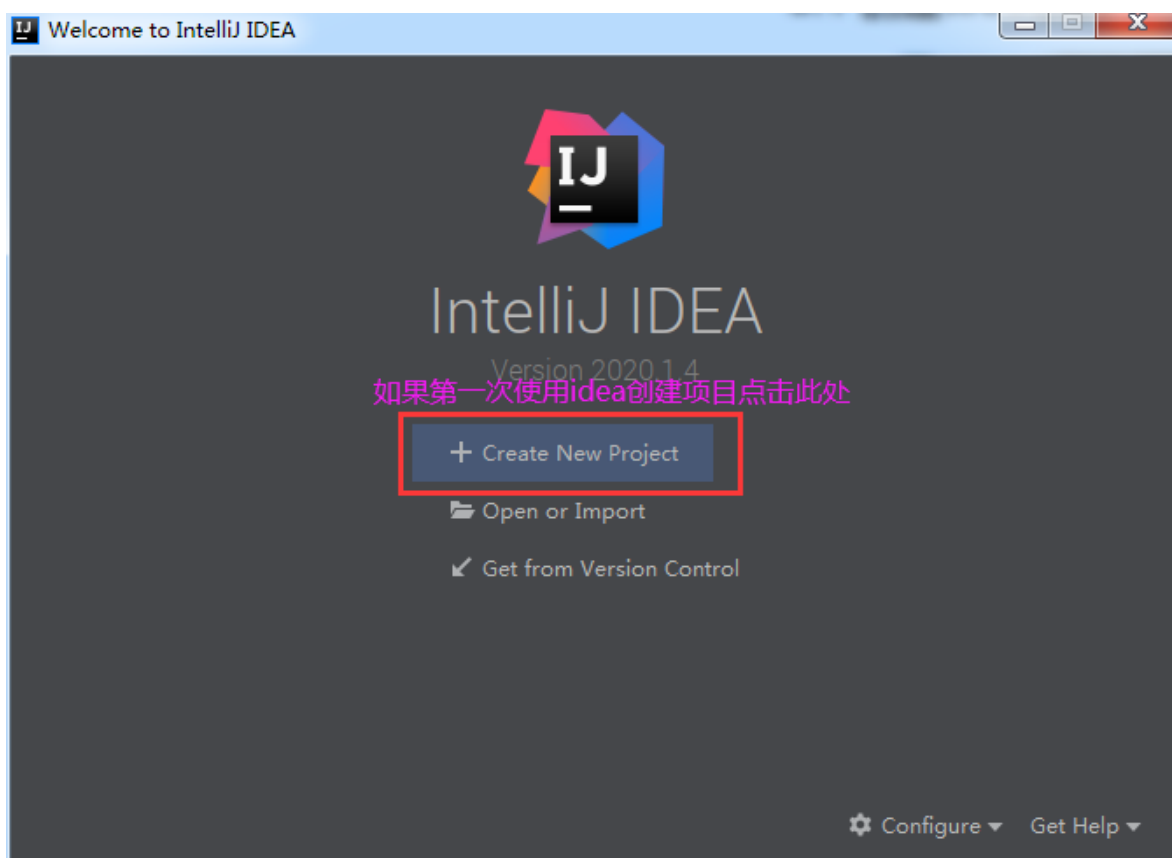 Welcome to IntelliJ IDEA
IJ
IntelliJ IDEA
Version 2020.1.4
如果第一次使用idea创建项目点击此处
Create New Project
Open or Import
Get from Version Control
Configure
Get Help